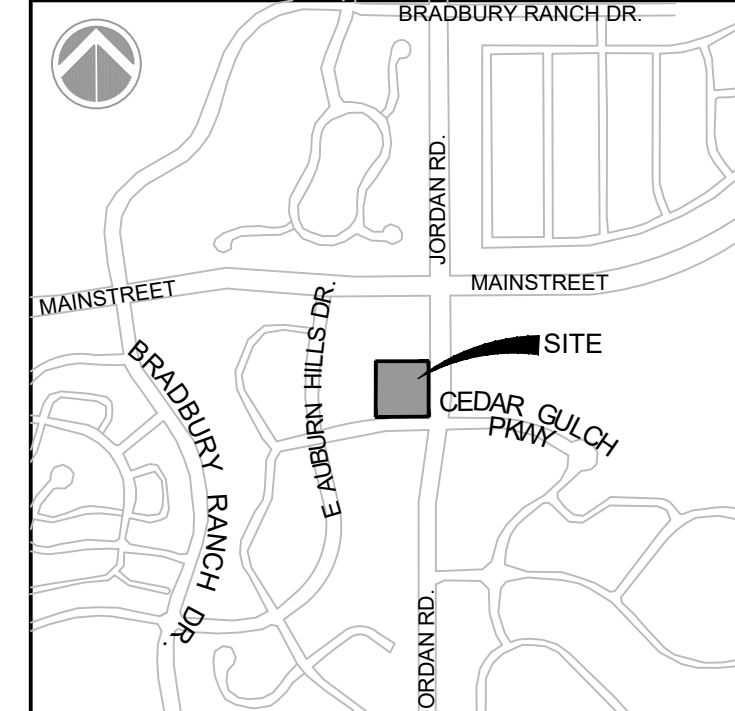 BRADBURY RANCH DR.
JORDAN RD.
MAINSTREET
MAINSTREET
E AUBURN HILLS DR.
SITE
BRADBURY RANCH DR.
CEDAR GULCH
PKWY
ORDAN RD.